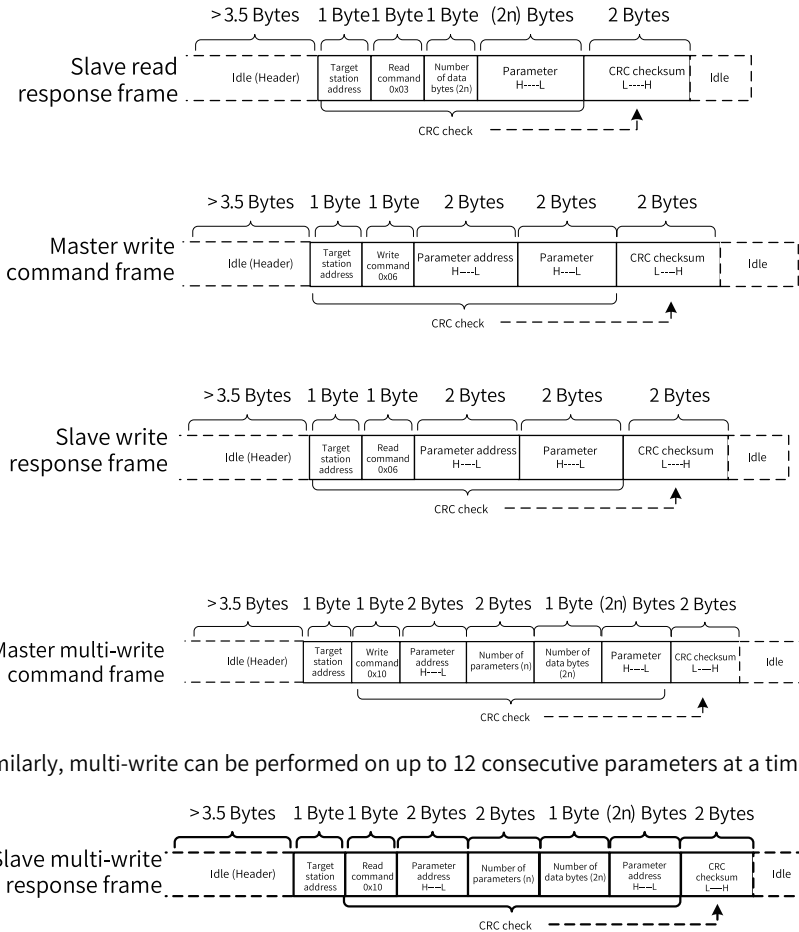 > 3.5 Bytes 1 Byte 1 Byte 1 Byte (2n) Bytes 2 Bytes
Slave read response frame
Idle (Header)
Target station address
Read command 0x03
Number of data bytes (2n)
Parameter H----L
CRC checksum L----H
Idle
CRC check
> 3.5 Bytes 1 Byte 1 Byte 2 Bytes 2 Bytes 2 Bytes
Master write command frame
Idle (Header)
Target station address
Write command 0x06
Parameter address H----L
Parameter H----L
CRC checksum L----H
Idle
CRC check
> 3.5 Bytes 1 Byte 1 Byte 2 Bytes 2 Bytes 2 Bytes
Slave write response frame
Idle (Header)
Target station address
Read command 0x06
Parameter address H----L
Parameter H----L
CRC checksum L----H
Idle
CRC check
> 3.5 Bytes 1 Byte 1 Byte 2 Bytes 2 Bytes 1 Byte (2n) Bytes 2 Bytes
Master multi-write command frame
Idle (Header)
Target station address
Write command 0x10
Parameter address H----L
Number of parameters (n)
Number of data bytes (2n)
Parameter H----L
CRC checksum L----H
Idle
CRC check
milarly, multi-write can be performed on up to 12 consecutive parameters at a tim
> 3.5 Bytes 1 Byte 1 Byte 2 Bytes 2 Bytes 1 Byte (2n) Bytes 2 Bytes
Slave multi-write response frame
Idle (Header)
Target station address
Read command 0x10
Parameter address H----L
Number of parameters (n)
Number of data bytes (2n)
Parameter address H----L
CRC checksum L----H
Idle
CRC check